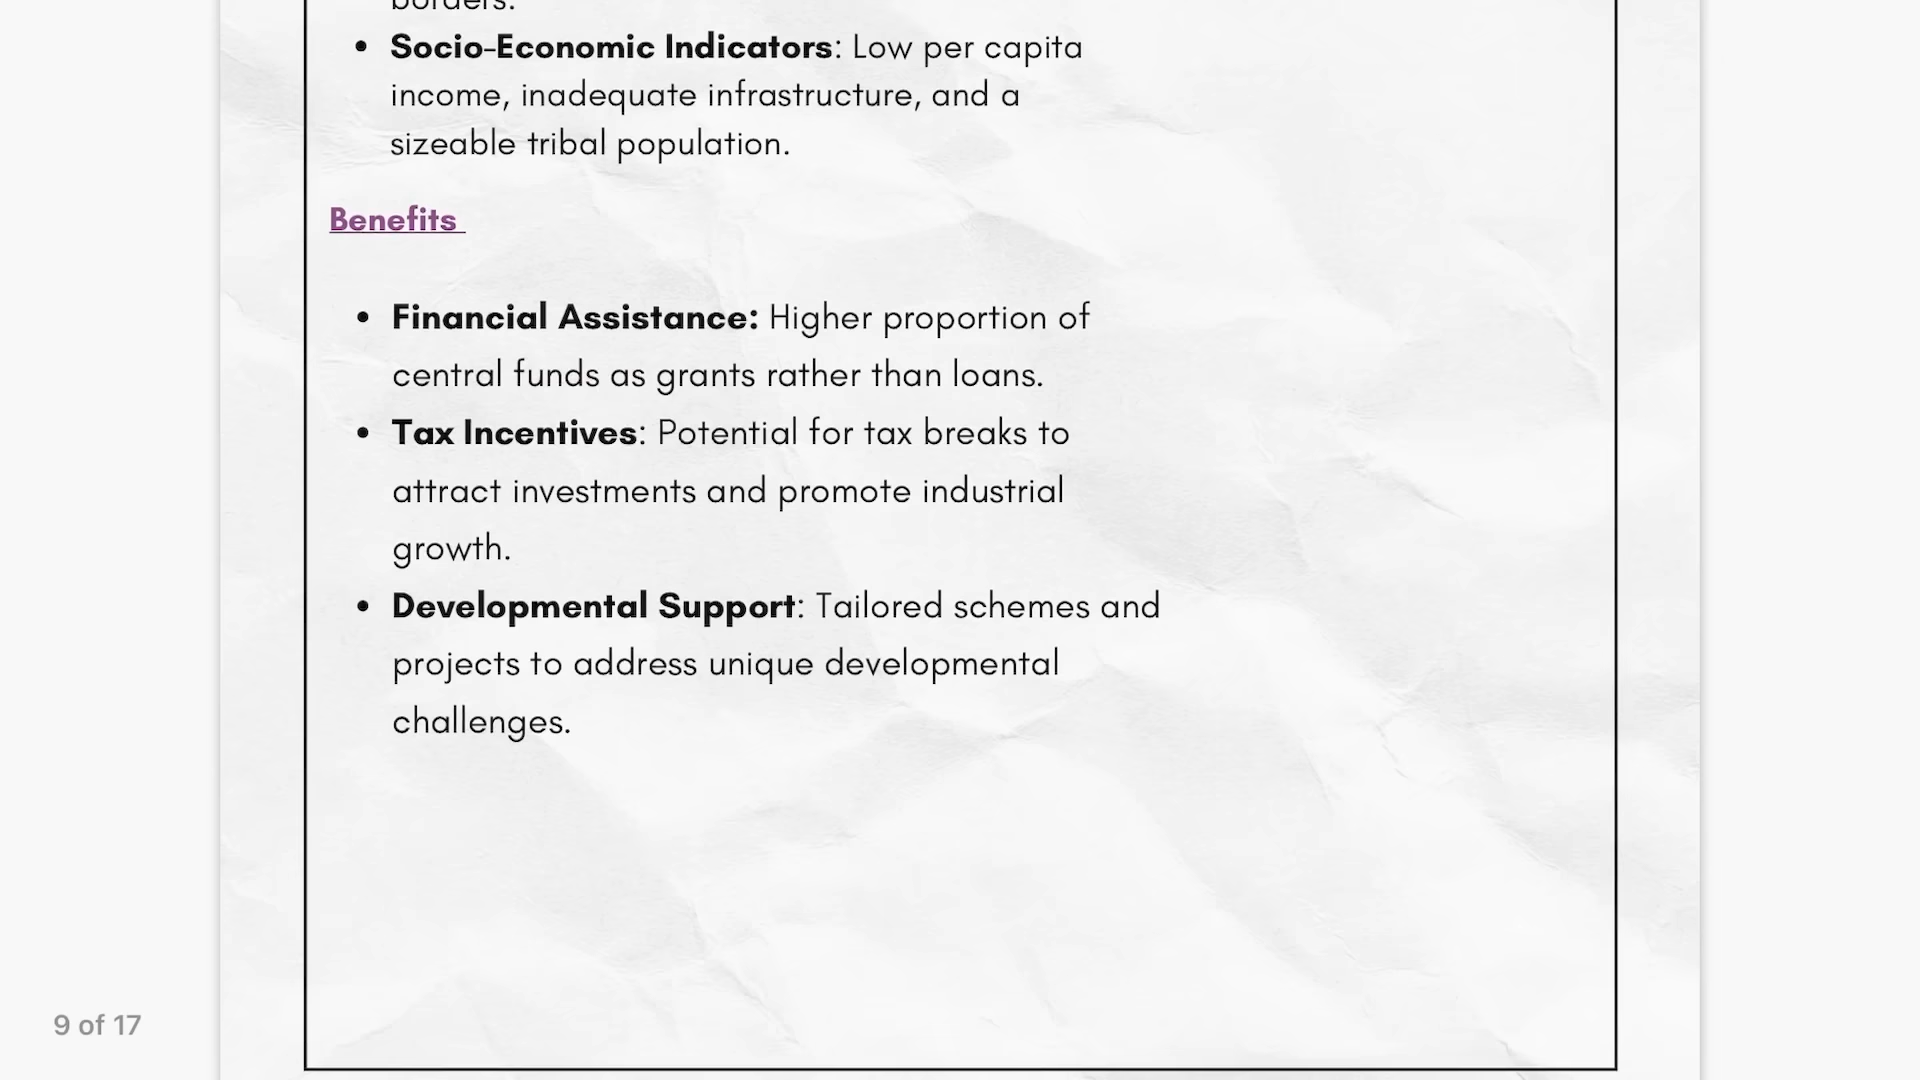 borders.
• Socio-Economic Indicators: Low per capita
income, inadequate infrastructure, and a
sizeable tribal population.
Benefits
• Financial Assistance: Higher proportion of
central funds as grants rather than loans.
• Tax Incentives: Potential for tax breaks to
attract investments and promote industrial
growth.
• Developmental Support: Tailored schemes and
projects to address unique developmental
challenges.
9 of 17